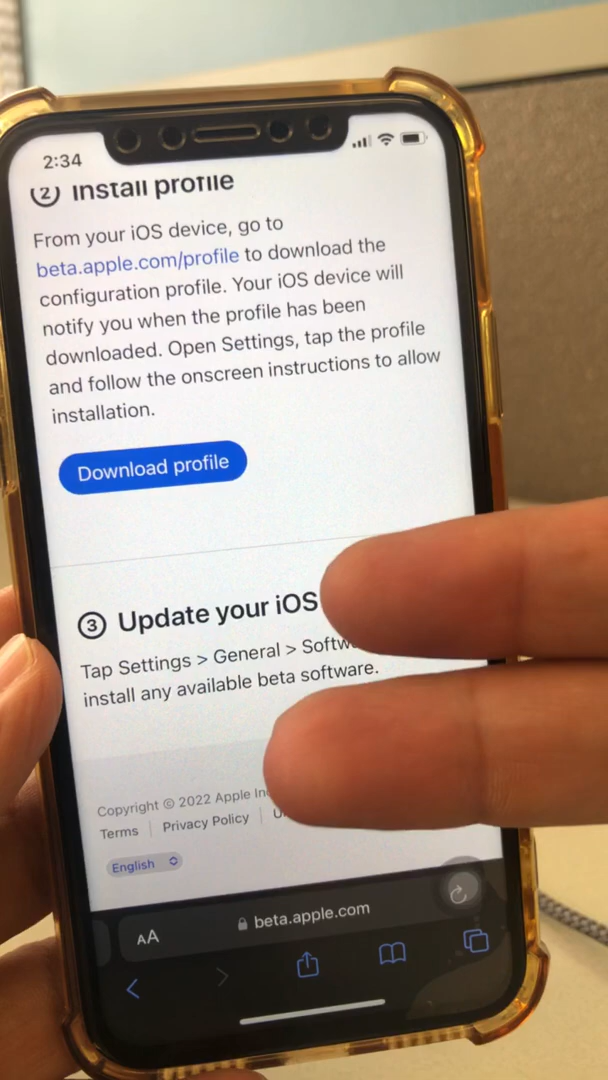 2:34
2 Install profile
From your iOS device, go to
beta.apple.com/profile to download the
configuration profile. Your iOS device will
notify you when the profile has been
downloaded. Open Settings, tap the profile
and follow the onscreen instructions to allow
installation.
Download profile
3 Update your iOS
Tap Settings > General >
install any available beta software.
Copyright © 2022 Apple
Terms | Privacy Policy |
English
AA beta.apple.com